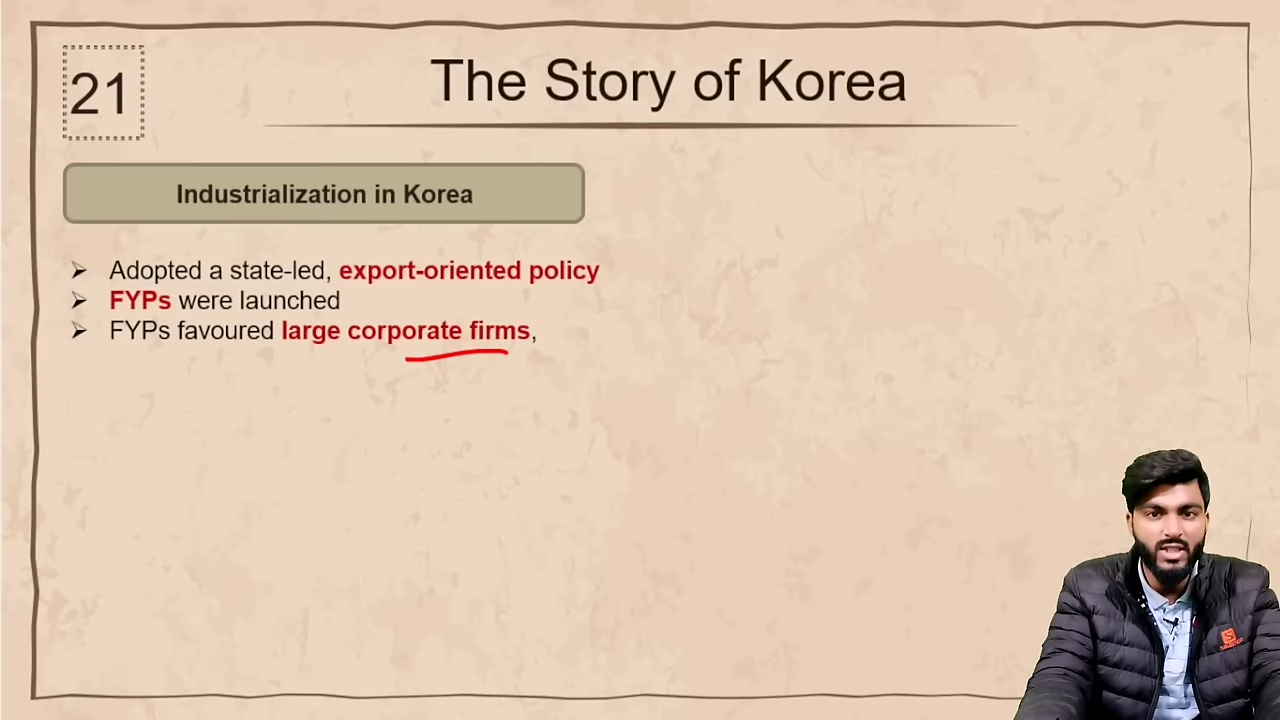 21
The Story of Korea
Industrialization in Korea
➢ Adopted a state-led, export-oriented policy
➢ FYPs were launched
➢ FYPs favoured large corporate firms,